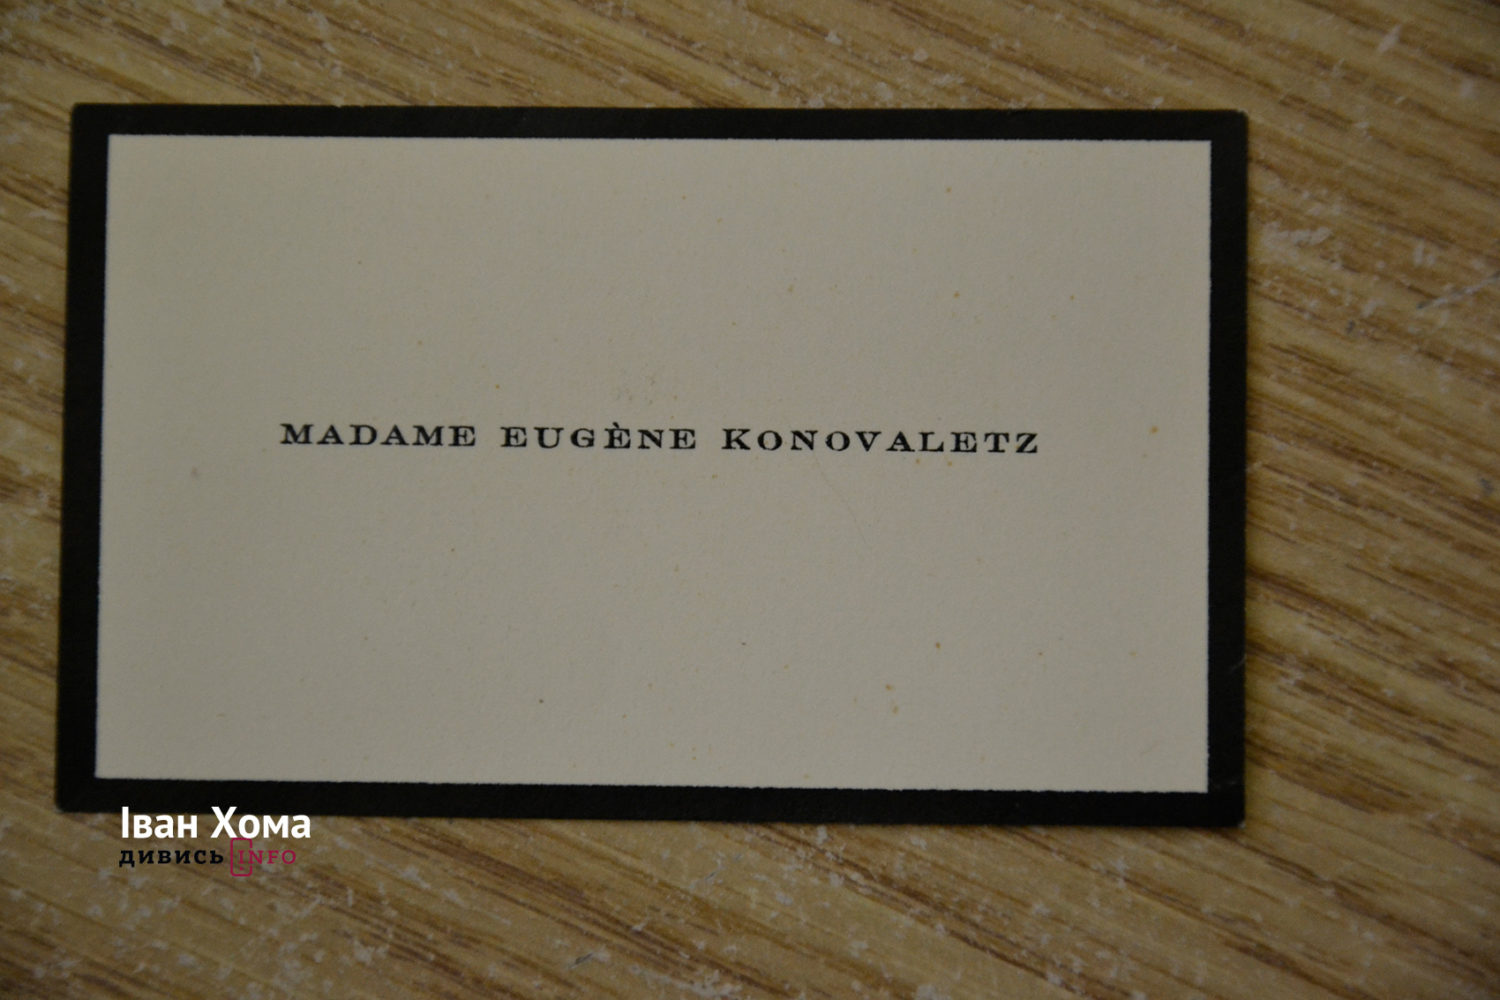 MADAME EUGÈNE KONOVALETZ
Іван Хома
дивись INFO